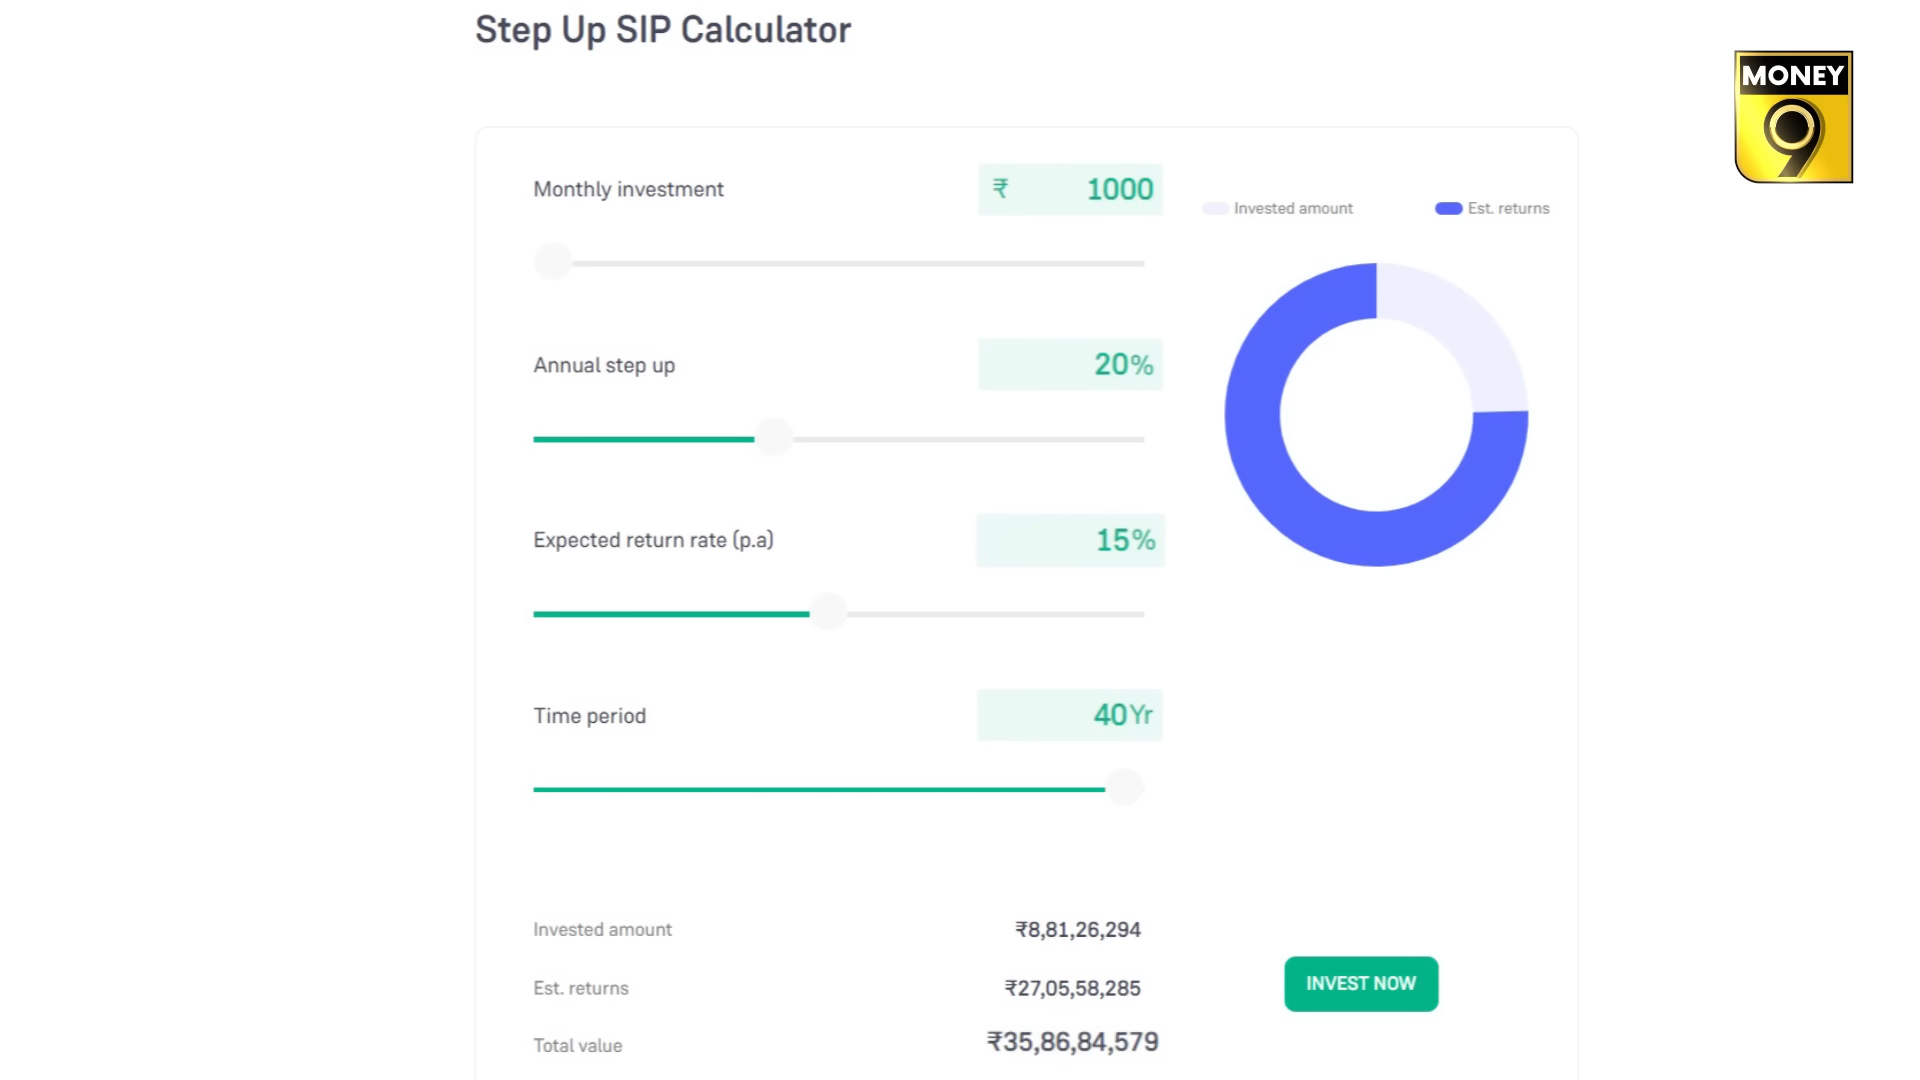 Step Up SIP Calculator
MONEY
9
Monthly investment
₹ 1000
Invested amount
Est. returns
Annual step up
20%
Expected return rate (p.a)
15%
Time period
40Yr
Invested amount
₹8,81,26,294
Est. returns
₹27,05,58,285
INVEST NOW
Total value
₹35,86,84,579